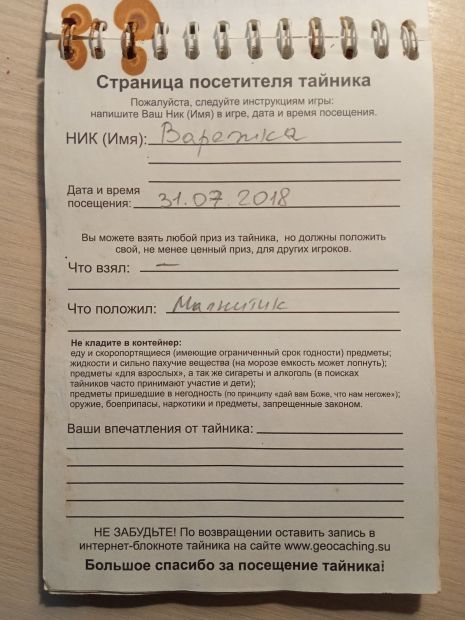 Страница посетителя тайника
Пожалуйста, следуйте инструкциям игры:
напишите Ваш Ник (Имя) в игре, дата и время посещения.
НИК (Имя): Варежка
Дата и время
посещения: 31.07.2018
Вы можете взять любой приз из тайника, но должны положить
свой, не менее ценный приз, для других игроков.
Что взял: —
Что положил: Магнитик
Не кладите в контейнер:
еду и скоропортящиеся (имеющие ограниченный срок годности) предметы;
жидкости и сильно пахучие вещества (на морозе емкость может лопнуть);
предметы «для взрослых», а так же сигареты и алкоголь (в поисках
тайников часто принимают участие и дети);
предметы пришедшие в негодность (по принципу «дай вам Боже, что нам негоже»);
оружие, боеприпасы, наркотики и предметы, запрещенные законом.
Ваши впечатления от тайника:
НЕ ЗАБУДЬТЕ! По возвращении оставить запись в
интернет-блокноте тайника на сайте www.geocaching.su
Большое спасибо за посещение тайника!